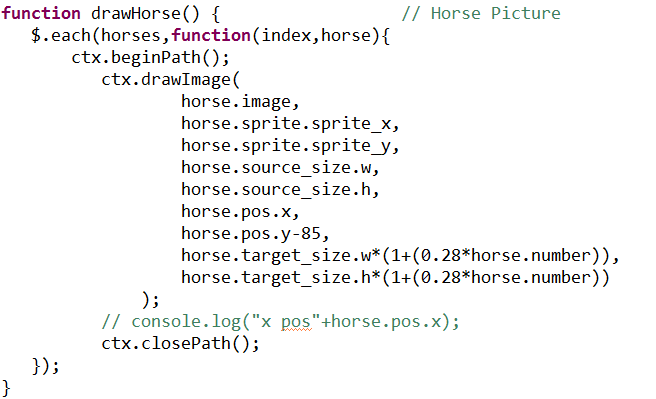 function drawHorse() {                  // Horse Picture
   $.each(horses,function(index,horse){
       ctx.beginPath();
          ctx.drawImage(
                  horse.image,
                  horse.sprite.sprite_x,
                  horse.sprite.sprite_y,
                  horse.source_size.w,
                  horse.source_size.h,
                  horse.pos.x,
                  horse.pos.y-85,
                  horse.target_size.w*(1+(0.28*horse.number)),
                  horse.target_size.h*(1+(0.28*horse.number))
              );
          // console.log("x pos"+horse.pos.x);
          ctx.closePath();
   });
}